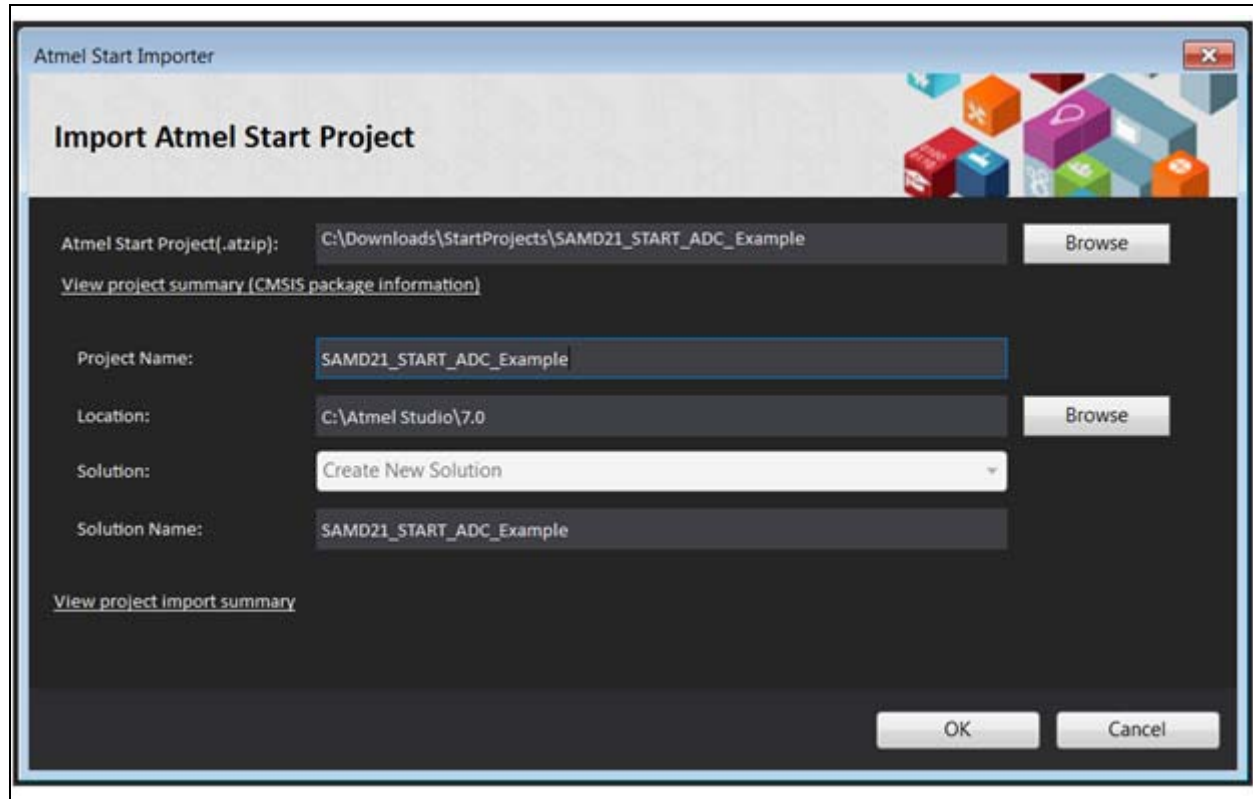 Atmel Start Importer
Import Atmel Start Project
Atmel Start Project(.atzip): C:\Downloads\StartProjects\SAMD21_START_ADC_Example Browse
View project summary (CMSIS package information)
Project Name: SAMD21_START_ADC_Example
Location: C:\Atmel Studio\7.0 Browse
Solution: Create New Solution
Solution Name: SAMD21_START_ADC_Example
View project import summary
OK Cancel